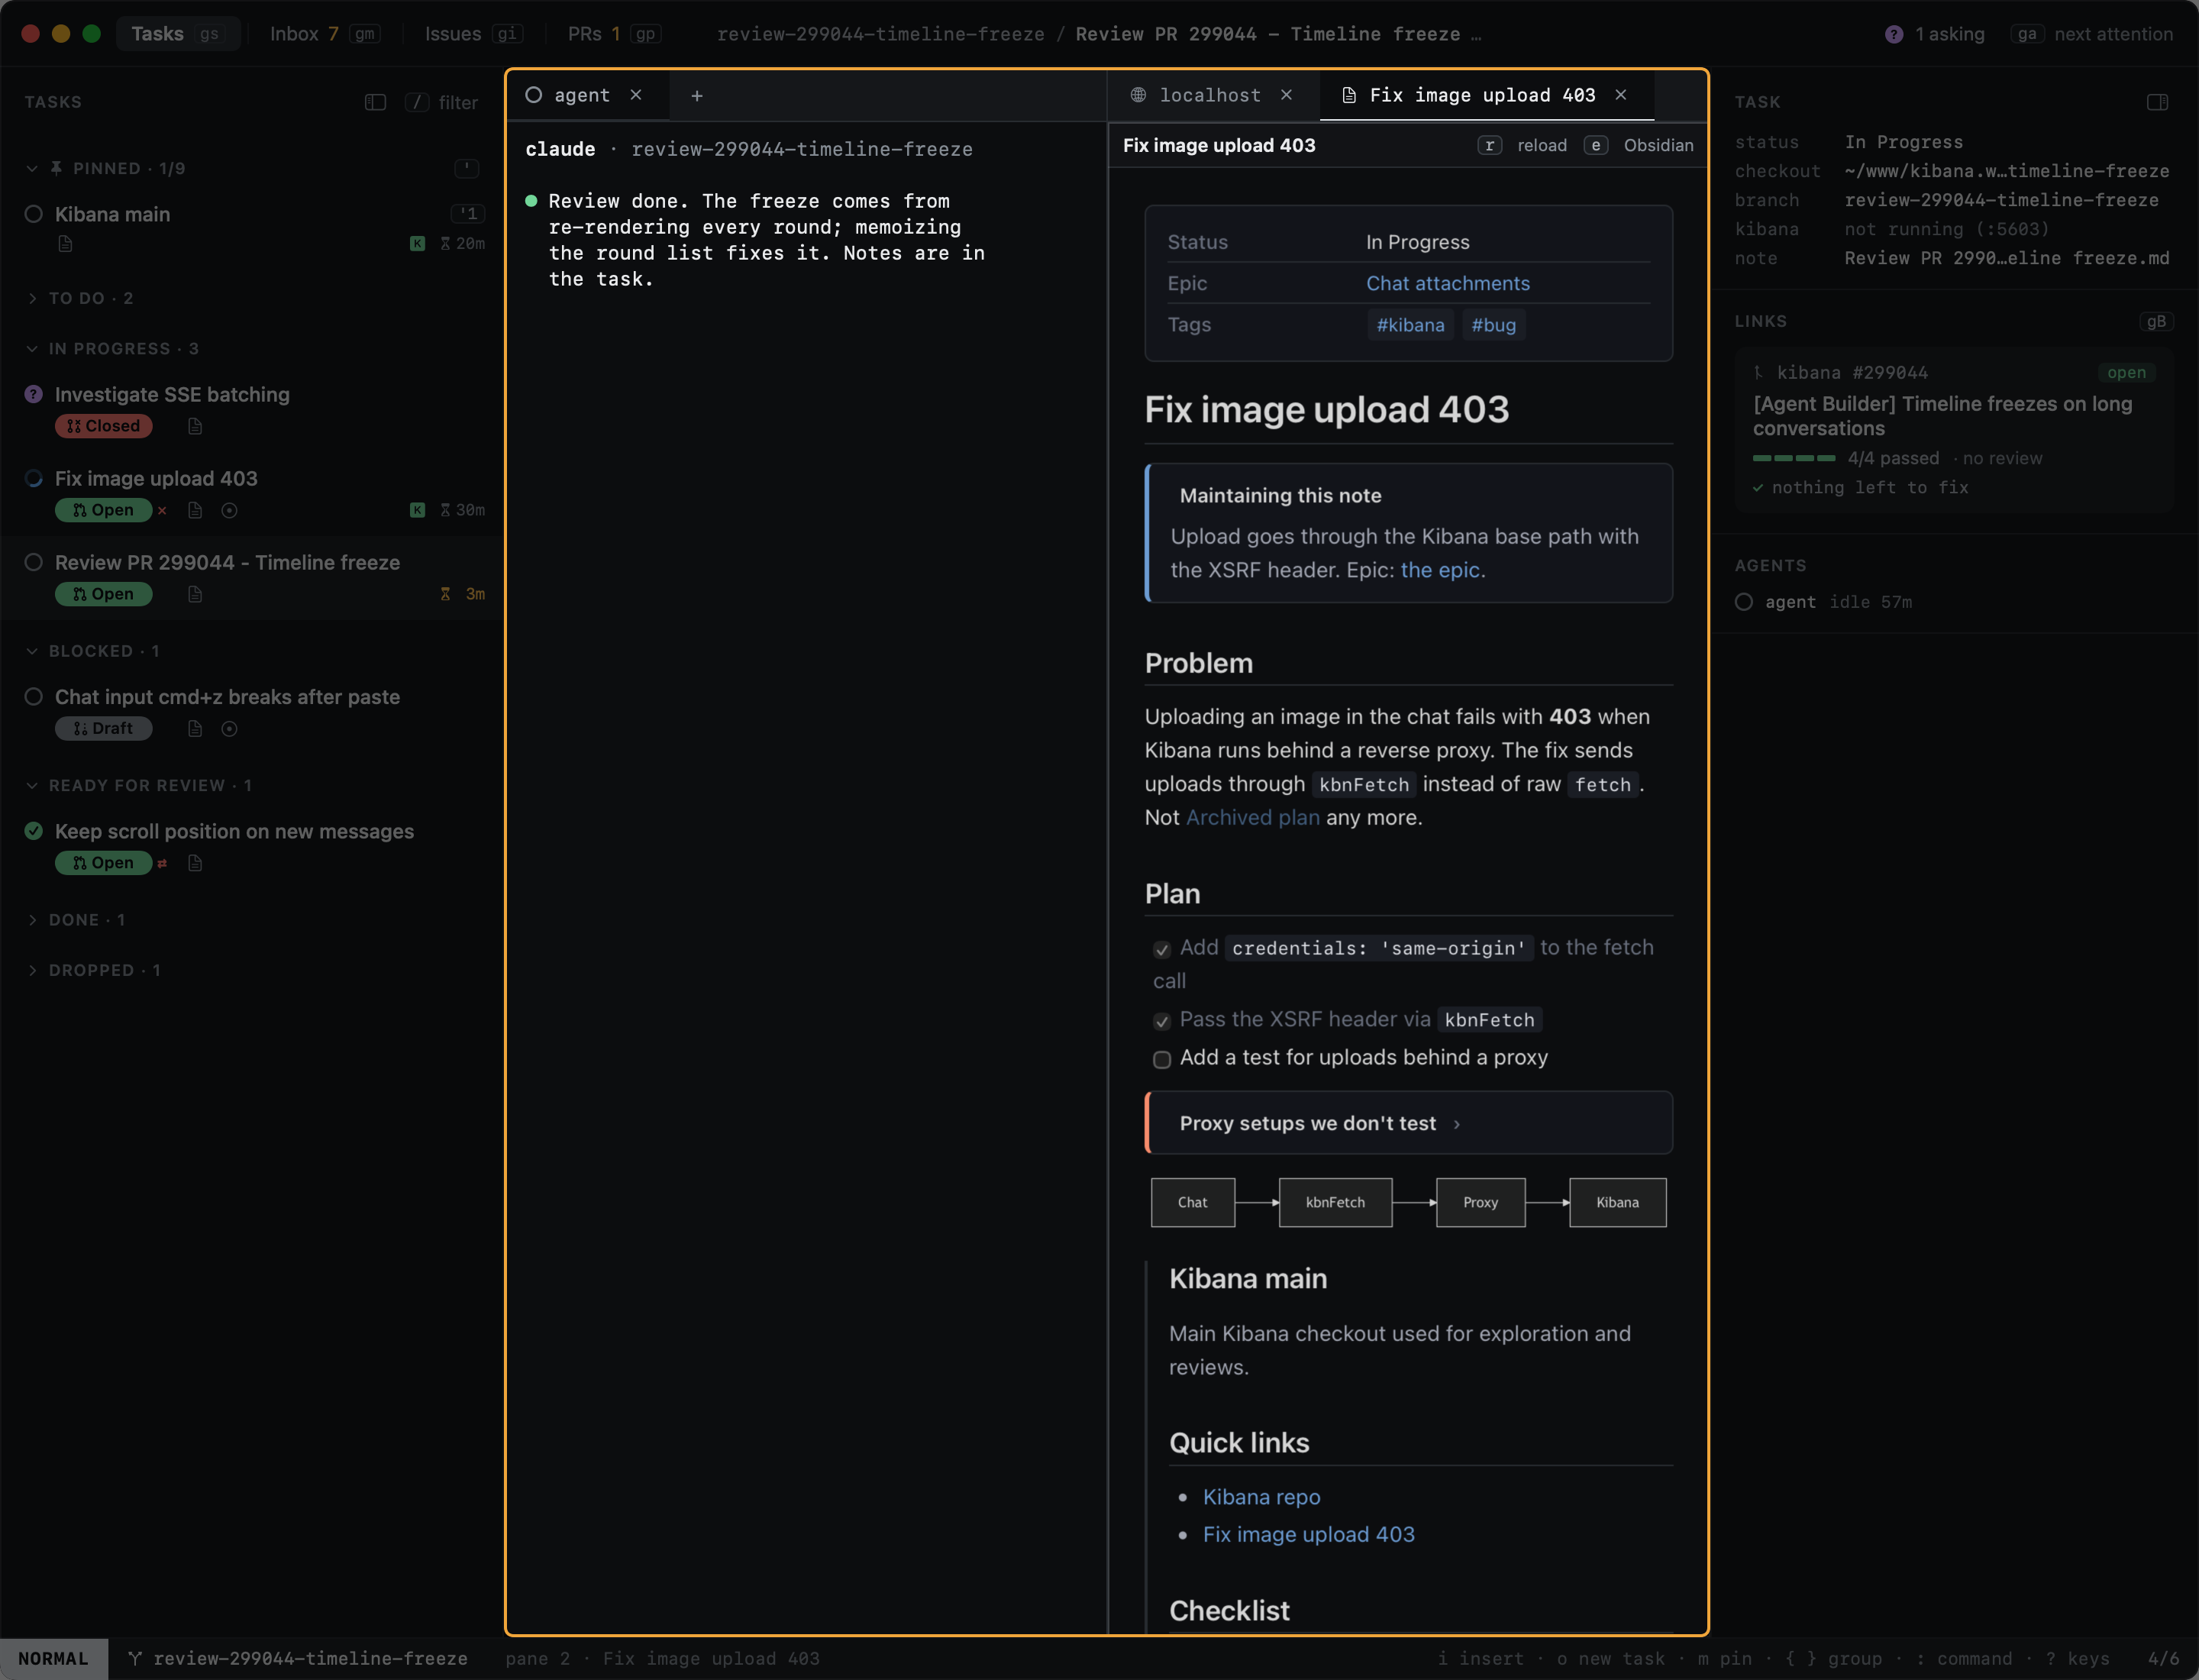 Tasks gs
Inbox 7 gm
Issues gi
PRs 1 gp
review-299044-timeline-freeze / Review PR 299044 – Timeline freeze …
? 1 asking
ga next attention
TASKS
/ filter
PINNED · 1/9 '
Kibana main '1
K 20m
TO DO · 2
IN PROGRESS · 3
? Investigate SSE batching
Closed
Fix image upload 403
Open K 30m
Review PR 299044 - Timeline freeze
Open 3m
BLOCKED · 1
Chat input cmd+z breaks after paste
Draft
READY FOR REVIEW · 1
Keep scroll position on new messages
Open
DONE · 1
DROPPED · 1
agent × +
claude · review-299044-timeline-freeze
Review done. The freeze comes from
re-rendering every round; memoizing
the round list fixes it. Notes are in
the task.
localhost ×
Fix image upload 403 ×
Fix image upload 403
r reload e Obsidian
Status In Progress
Epic Chat attachments
Tags #kibana #bug
Fix image upload 403
Maintaining this note
Upload goes through the Kibana base path with
the XSRF header. Epic: the epic.
Problem
Uploading an image in the chat fails with 403 when
Kibana runs behind a reverse proxy. The fix sends
uploads through kbnFetch instead of raw fetch.
Not Archived plan any more.
Plan
Add credentials: 'same-origin' to the fetch
call
Pass the XSRF header via kbnFetch
Add a test for uploads behind a proxy
Proxy setups we don't test ›
Chat kbnFetch Proxy Kibana
Kibana main
Main Kibana checkout used for exploration and
reviews.
Quick links
• Kibana repo
• Fix image upload 403
Checklist
TASK
status In Progress
checkout ~/www/kibana.w…timeline-freeze
branch review-299044-timeline-freeze
kibana not running (:5603)
note Review PR 2990…eline freeze.md
LINKS gB
kibana #299044 open
[Agent Builder] Timeline freezes on long
conversations
4/4 passed · no review
✓ nothing left to fix
AGENTS
agent idle 57m
NORMAL
review-299044-timeline-freeze
pane 2 · Fix image upload 403
i insert · o new task · m pin · { } group · : command · ? keys
4/6